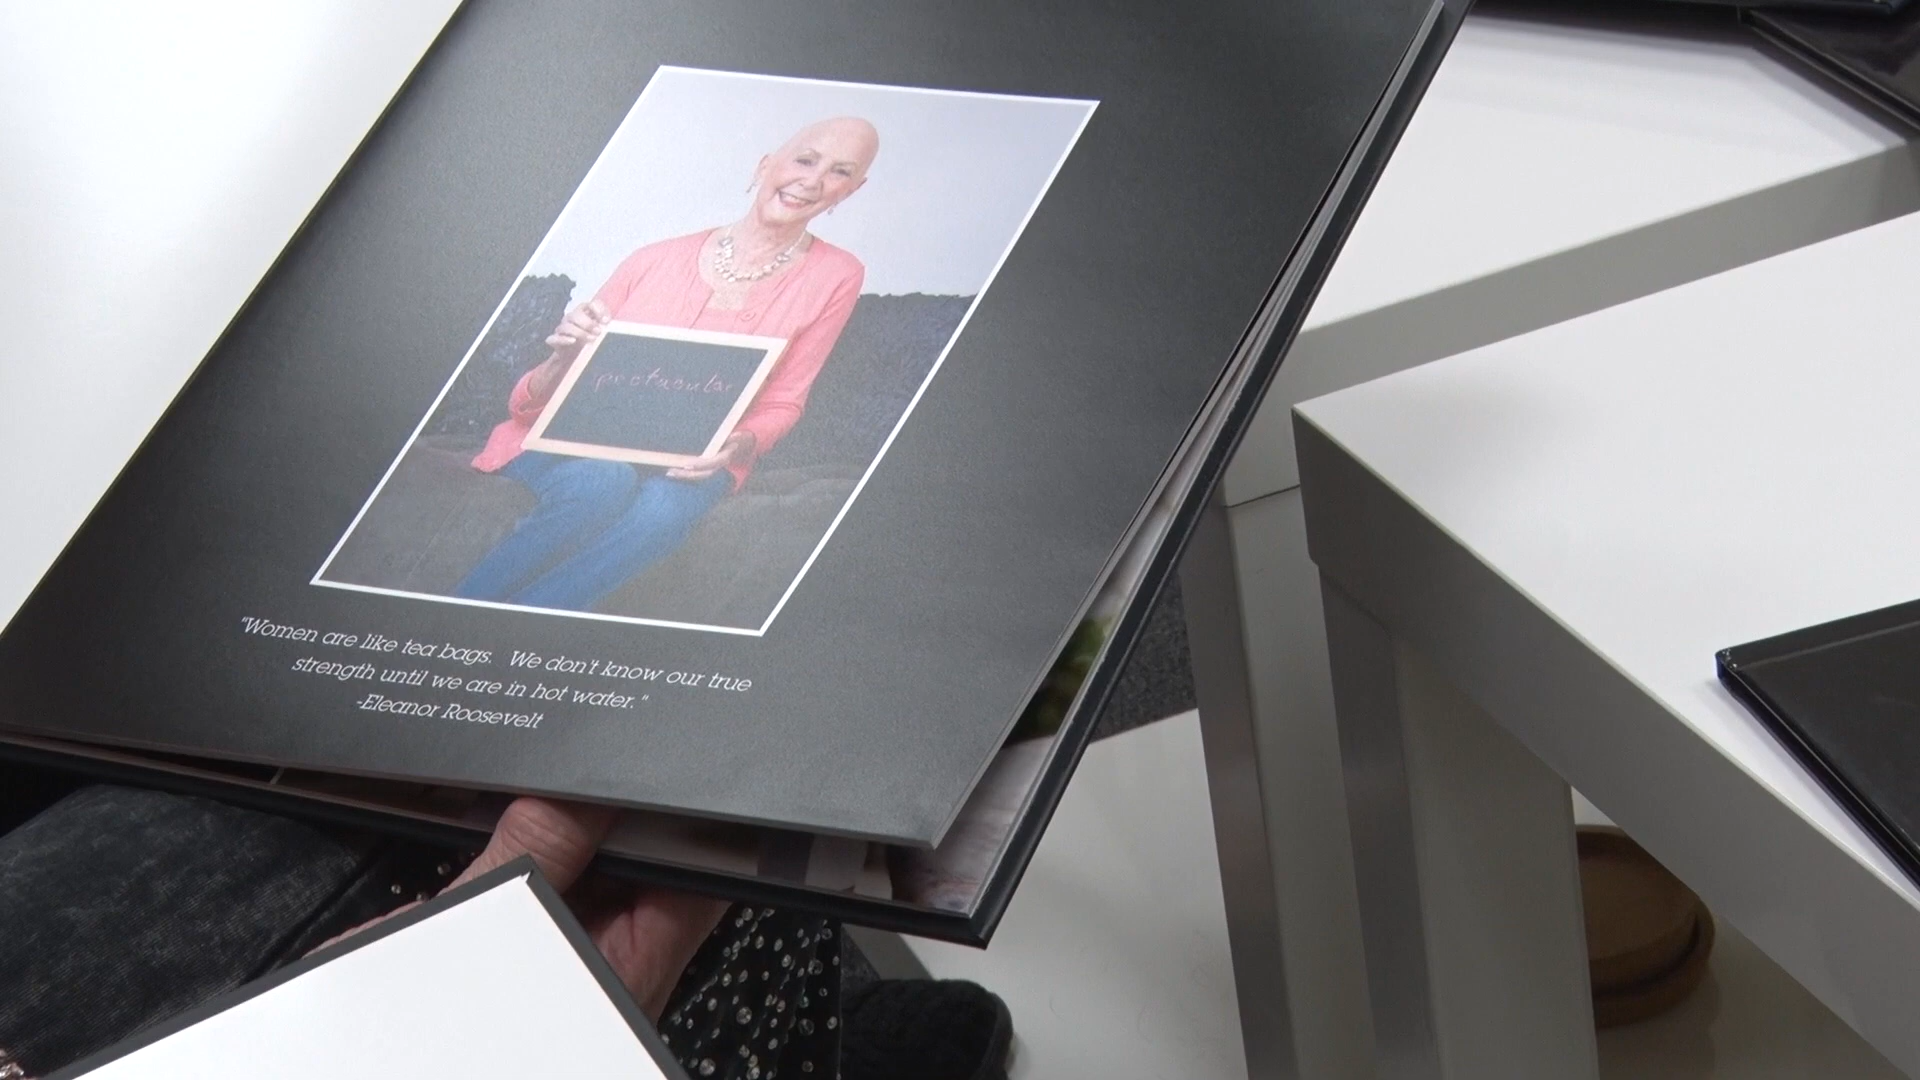 spectacular
"Women are like tea bags. We don't know our true
strength until we are in hot water."
-Eleanor Roosevelt